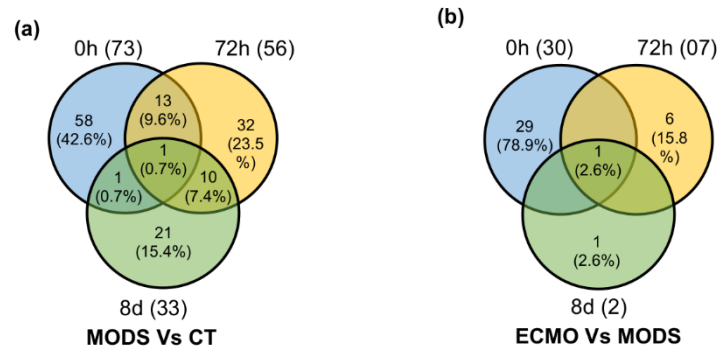 (a)
0h (73)
72h (56)
58
(42.6%)
13
(9.6%)
32
(23.5
%)
1
(0.7%)
1
(0.7%)
10
(7.4%)
21
(15.4%)
8d (33)
MODS Vs CT
(b)
0h (30)
72h (07)
29
(78.9%)
6
(15.8
%)
1
(2.6%)
1
(2.6%)
8d (2)
ECMO Vs MODS